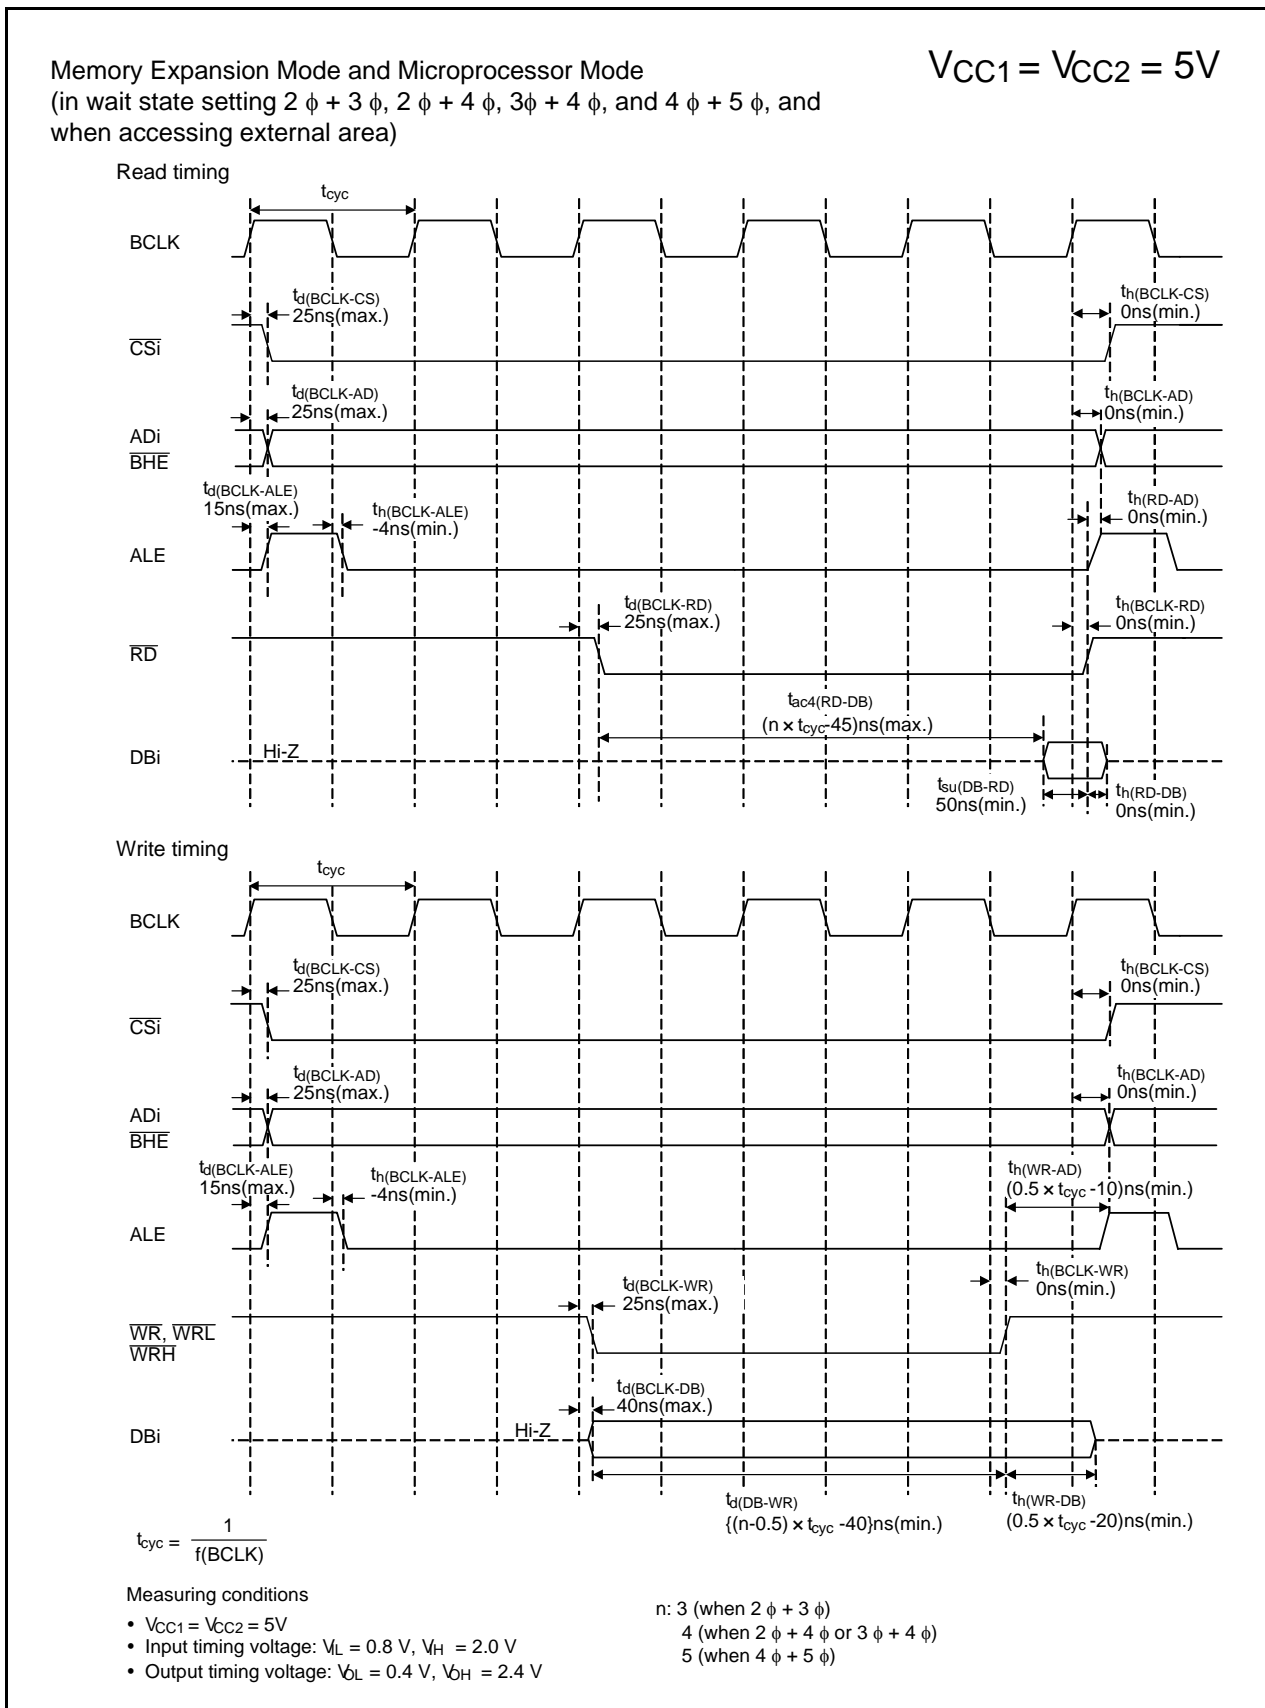 Memory Expansion Mode and Microprocessor Mode
(in wait state setting 2 ϕ + 3 ϕ, 2 ϕ + 4 ϕ, 3ϕ + 4 ϕ, and 4 ϕ + 5 ϕ, and
when accessing external area)
VCC1 = VCC2 = 5V
Read timing
tcyc
BCLK
td(BCLK-CS)
25ns(max.)
th(BCLK-CS)
0ns(min.)
CSi
td(BCLK-AD)
25ns(max.)
th(BCLK-AD)
0ns(min.)
ADi
BHE
td(BCLK-ALE)
15ns(max.)
th(BCLK-ALE)
-4ns(min.)
th(RD-AD)
0ns(min.)
ALE
td(BCLK-RD)
25ns(max.)
th(BCLK-RD)
0ns(min.)
RD
tac4(RD-DB)
(n × tcyc-45)ns(max.)
DBi
Hi-Z
tsu(DB-RD)
50ns(min.)
th(RD-DB)
0ns(min.)
Write timing
tcyc
BCLK
td(BCLK-CS)
25ns(max.)
th(BCLK-CS)
0ns(min.)
CSi
td(BCLK-AD)
25ns(max.)
th(BCLK-AD)
0ns(min.)
ADi
BHE
td(BCLK-ALE)
15ns(max.)
th(BCLK-ALE)
-4ns(min.)
th(WR-AD)
(0.5 × tcyc -10)ns(min.)
ALE
td(BCLK-WR)
25ns(max.)
th(BCLK-WR)
0ns(min.)
WR, WRL
WRH
td(BCLK-DB)
40ns(max.)
DBi
Hi-Z
td(DB-WR)
{(n-0.5) × tcyc -40}ns(min.)
th(WR-DB)
(0.5 × tcyc -20)ns(min.)
tcyc = 1
f(BCLK)
Measuring conditions
• VCC1 = VCC2 = 5V
• Input timing voltage: VIL = 0.8 V, VIH = 2.0 V
• Output timing voltage: VOL = 0.4 V, VOH = 2.4 V
n: 3 (when 2 ϕ + 3 ϕ)
4 (when 2 ϕ + 4 ϕ or 3 ϕ + 4 ϕ)
5 (when 4 ϕ + 5 ϕ)